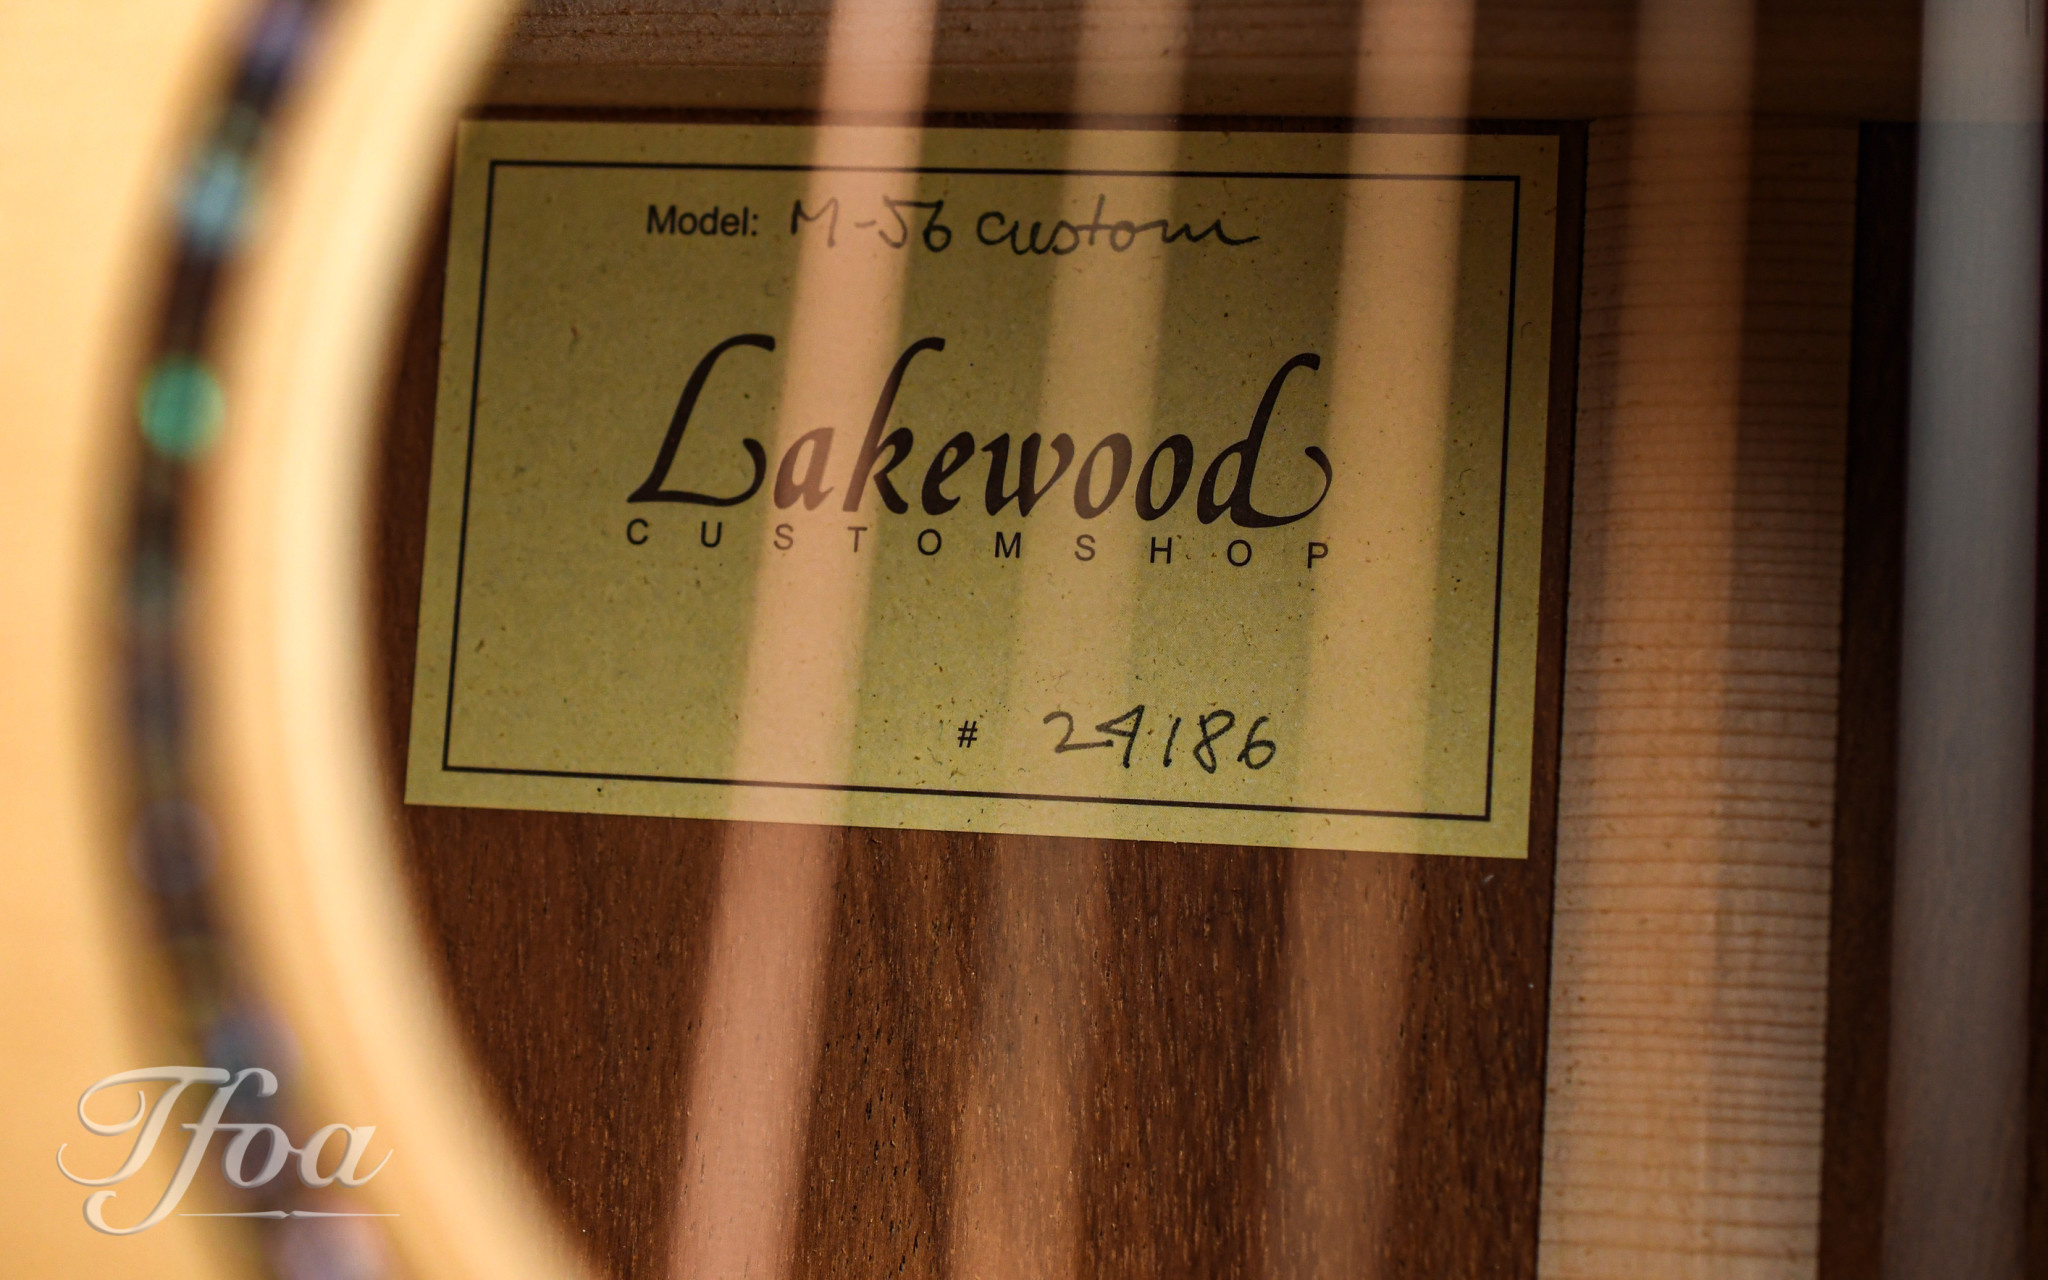 Model: M-56 custom
Lakewood
CUSTOMSHOP
# 24186
Tfoa